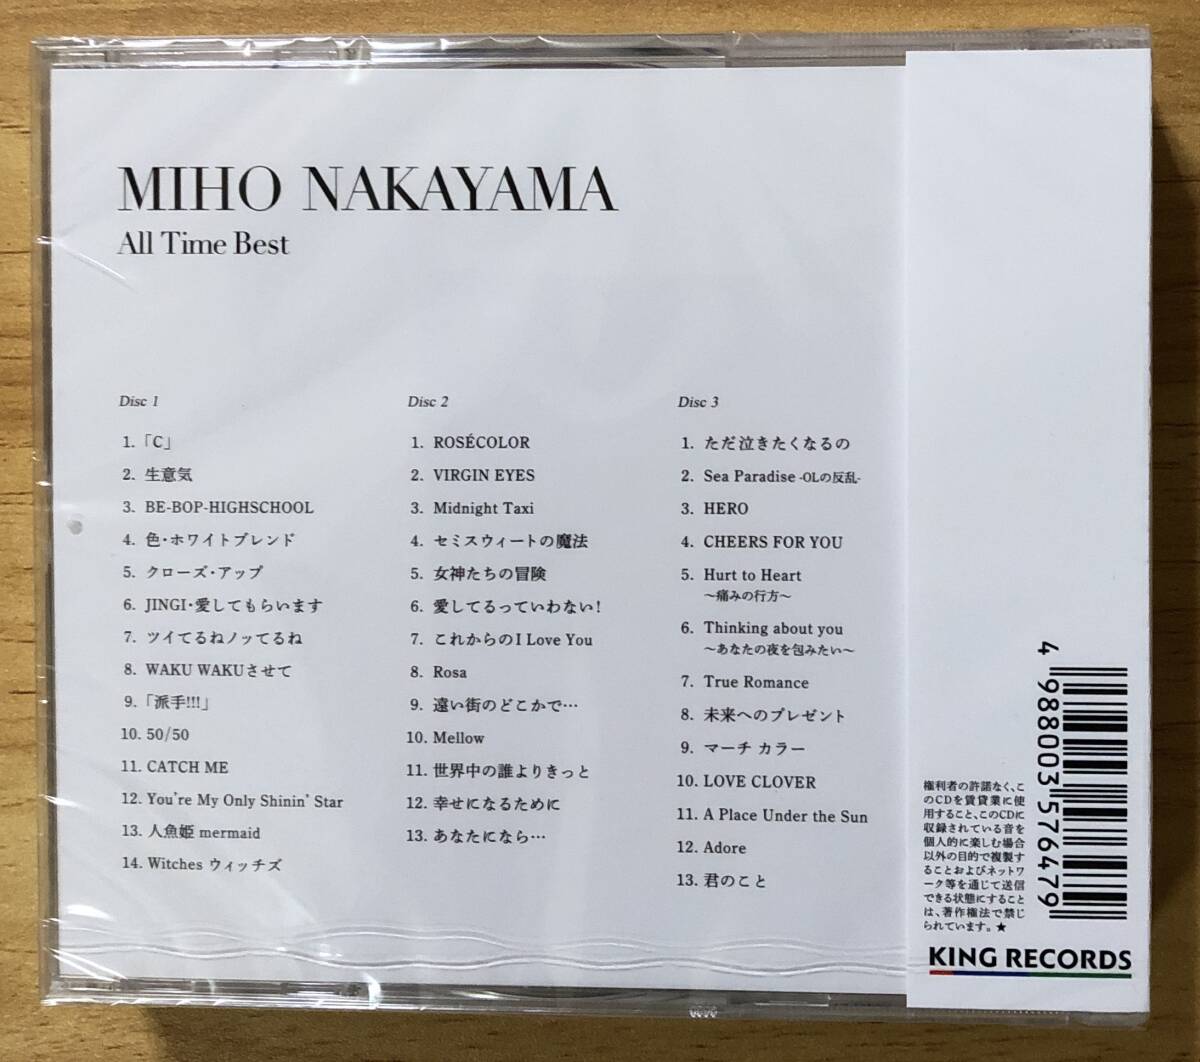 MIHO NAKAYAMA
All Time Best
Disc 1
1.「C」
2. 生意気
3. BE-BOP-HIGHSCHOOL
4. 色・ホワイトブレンド
5. クローズ・アップ
6. JINGI・愛してもらいます
7. ツイてるねノッてるね
8. WAKU WAKUさせて
9.「派手!!!」
10. 50/50
11. CATCH ME
12. You're My Only Shinin' Star
13. 人魚姫 mermaid
14. Witches ウィッチズ
Disc 2
1. ROSÉCOLOR
2. VIRGIN EYES
3. Midnight Taxi
4. セミスウィートの魔法
5. 女神たちの冒険
6. 愛してるっていわない!
7. これからのI Love You
8. Rosa
9. 遠い街のどこかで…
10. Mellow
11. 世界中の誰よりきっと
12. 幸せになるために
13. あなたになら…
Disc 3
1. ただ泣きたくなるの
2. Sea Paradise -OLの反乱-
3. HERO
4. CHEERS FOR YOU
5. Hurt to Heart
～痛みの行方～
6. Thinking about you
～あなたの夜を包みたい～
7. True Romance
8. 未来へのプレゼント
9. マーチ カラー
10. LOVE CLOVER
11. A Place Under the Sun
12. Adore
13. 君のこと
4 988003 576479
権利者の許諾なく、こ
のCDを賃貸業に使
用すること、このCDに
収録されている音を
個人的に楽しむ場合
以外の目的で複製す
ることおよびネットワ
ーク等を通じて送信
できる状態にすること
は、著作権法で禁じ
られています。★
KING RECORDS